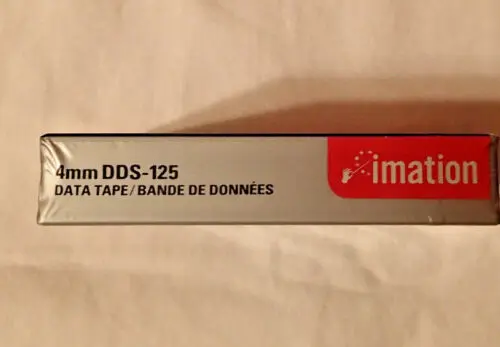 4mm DDS-125
DATA TAPE/BANDE DE DONNÉES
imation